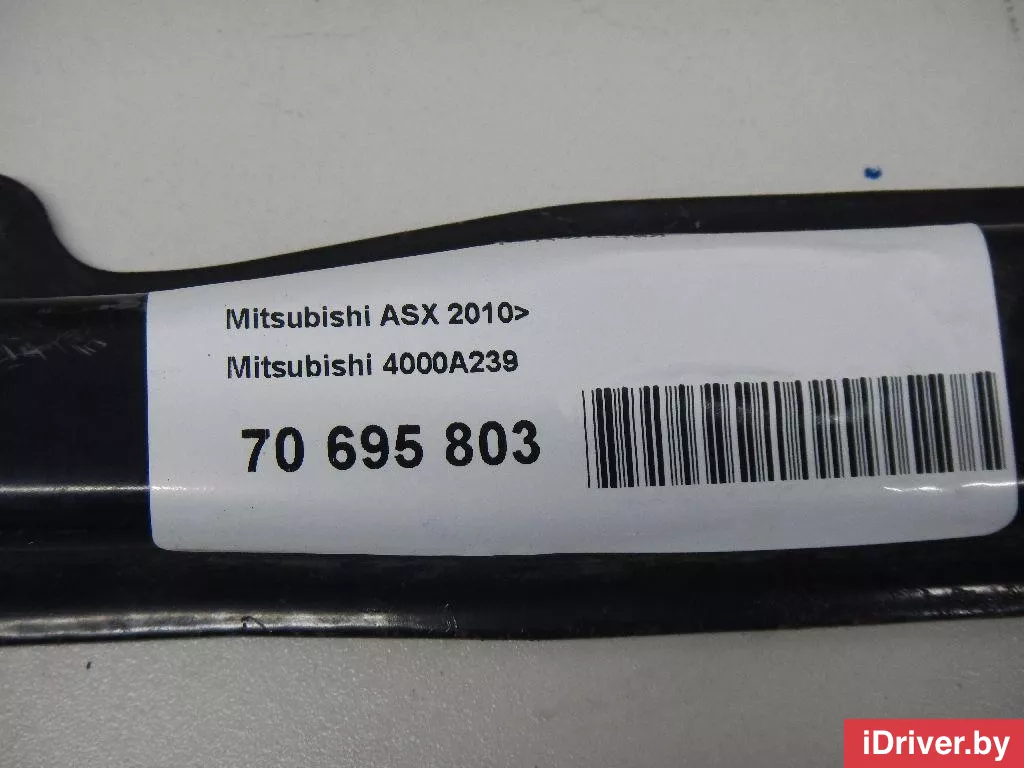 Mitsubishi ASX 2010>
Mitsubishi 4000A239
70 695 803
iDriver.by